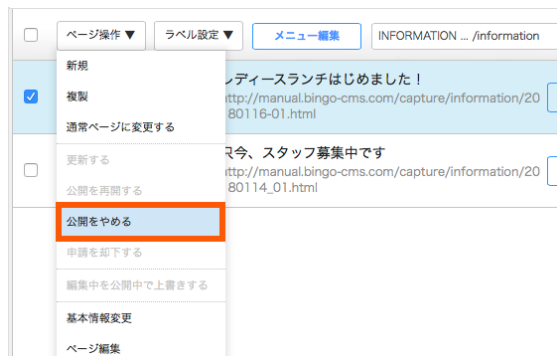 ページ操作 ▼ ラベル設定 ▼ メニュー編集 INFORMATION ... /information
新規
複製
通常ページに変更する
更新する
公開を再開する
公開をやめる
申請を却下する
編集中を公開中で上書きする
基本情報変更
ページ編集
レディースランチはじめました！
http://manual.bingo-cms.com/capture/information/20
180116-01.html
只今、スタッフ募集中です
http://manual.bingo-cms.com/capture/information/20
180114_01.html